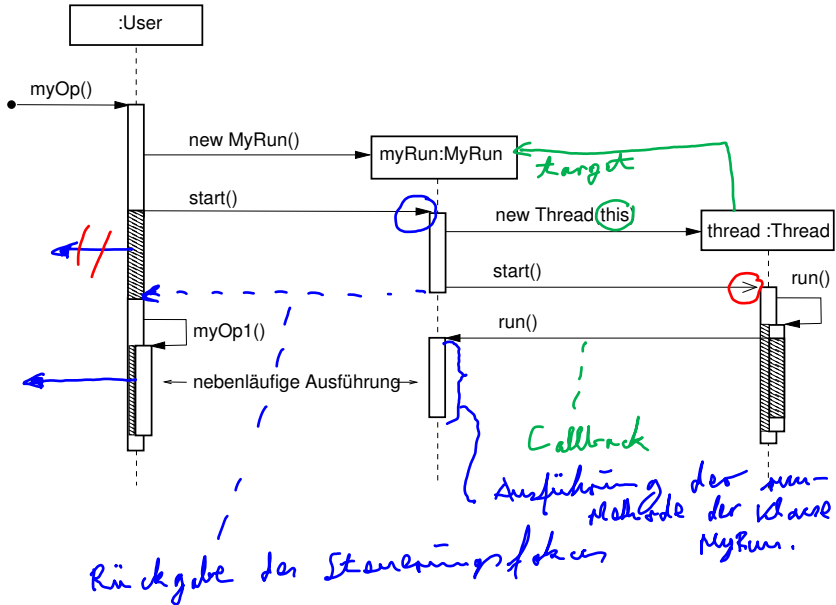 :User
myOp()
new MyRun()
myRun:MyRun
target
start()
new Thread(this)
thread :Thread
start()
run()
myOp1()
run()
nebenläufige Ausführung
Callback
Ausführung der run-
Methode der Klasse
MyRun.
Rückgabe des Steuerungsfokus